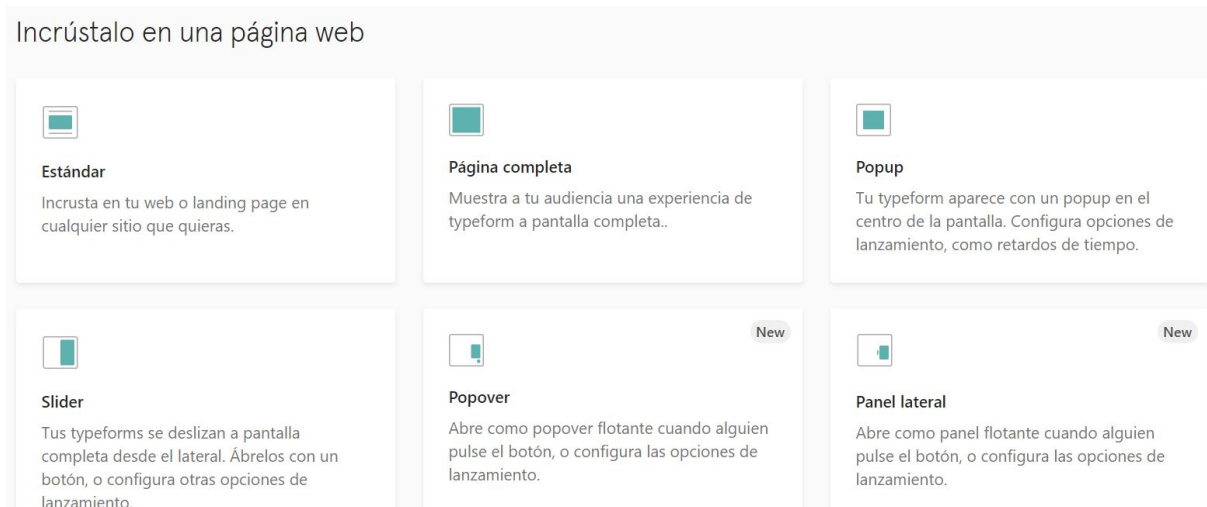 Incrústalo en una página web
Estándar
Incrusta en tu web o landing page en
cualquier sitio que quieras.
Página completa
Muestra a tu audiencia una experiencia de
typeform a pantalla completa..
Popup
Tu typeform aparece con un popup en el
centro de la pantalla. Configura opciones de
lanzamiento, como retardos de tiempo.
Slider
Tus typeforms se deslizan a pantalla
completa desde el lateral. Ábrelos con un
botón, o configura otras opciones de
lanzamiento.
New
Popover
Abre como popover flotante cuando alguien
pulse el botón, o configura las opciones de
lanzamiento.
New
Panel lateral
Abre como panel flotante cuando alguien
pulse el botón, o configura las opciones de
lanzamiento.